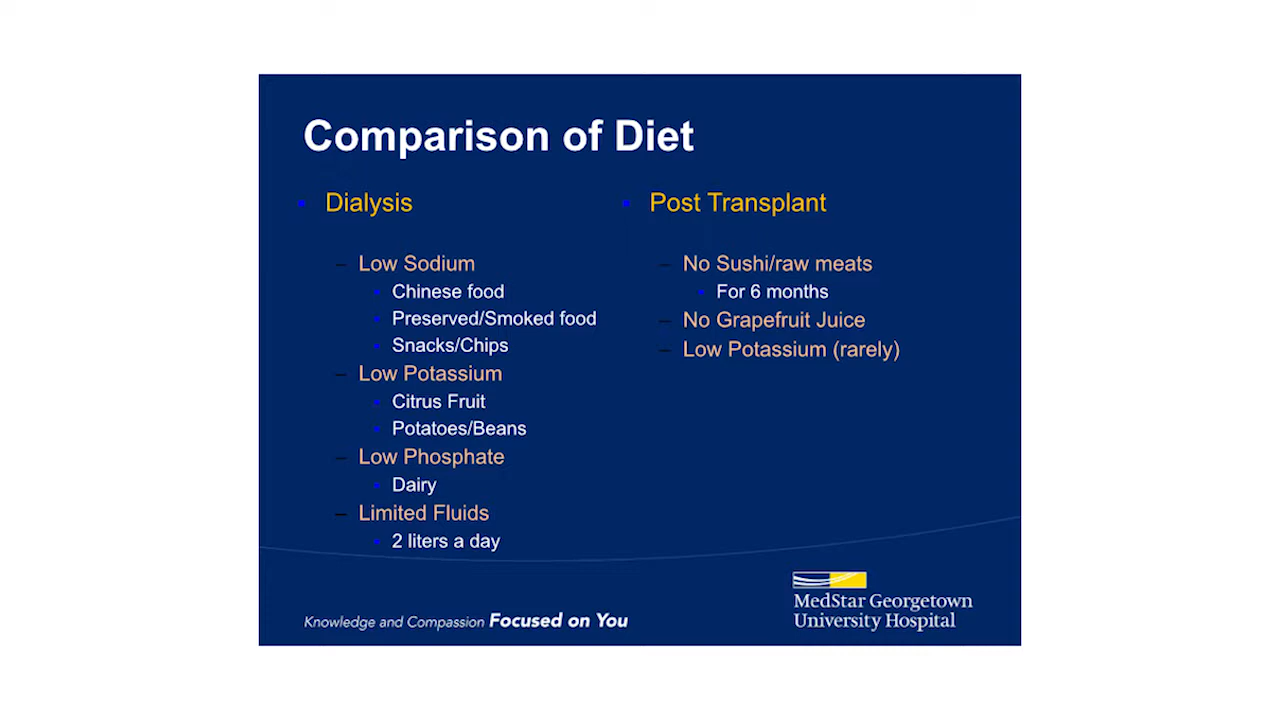 Comparison of Diet
Dialysis
Low Sodium
Chinese food
Preserved/Smoked food
Snacks/Chips
Low Potassium
Citrus Fruit
Potatoes/Beans
Low Phosphate
Dairy
Limited Fluids
2 liters a day
Post Transplant
No Sushi/raw meats
For 6 months
No Grapefruit Juice
Low Potassium (rarely)
Knowledge and Compassion Focused on You
MedStar Georgetown
University Hospital